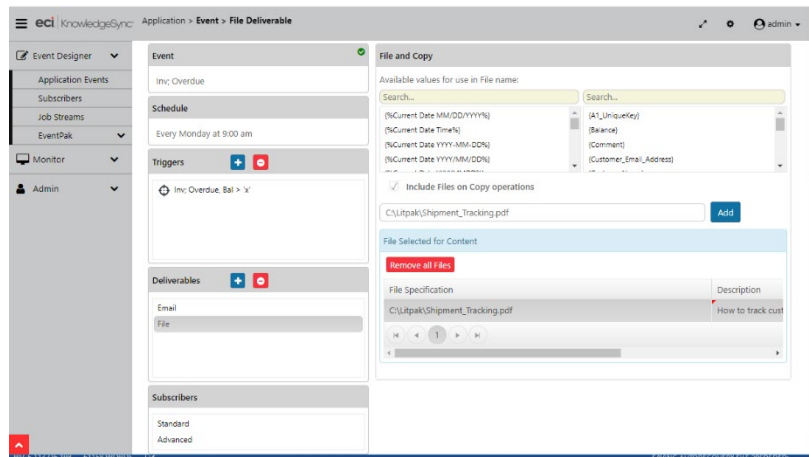 eci KnowledgeSync
Application > Event > File Deliverable
admin
Event Designer
Application Events
Subscribers
Job Streams
EventPak
Monitor
Admin
Event
Inv; Overdue
Schedule
Every Monday at 9:00 am
Triggers
Inv; Overdue, Bal > 'x'
Deliverables
Email
File
Subscribers
Standard
Advanced
File and Copy
Available values for use in File name:
Search...
{%Current Date MM/DD/YYYY%}
{%Current Date Time%}
{%Current Date YYYY-MM-DD%}
{%Current Date YYYY/MM/DD%}
Search...
{A1_UniqueKey}
{Balance}
{Comment}
{Customer_Email_Address}
Include Files on Copy operations
C:\Litpak\Shipment_Tracking.pdf
Add
File Selected for Content
Remove all Files
File Specification Description
C:\Litpak\Shipment_Tracking.pdf How to track cust
1